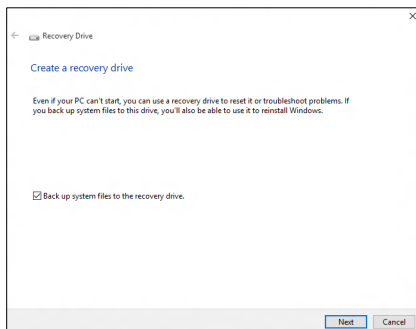 Recovery Drive
Create a recovery drive
Even if your PC can't start, you can use a recovery drive to reset it or troubleshoot problems. If
you back up system files to this drive, you'll also be able to use it to reinstall Windows.
Back up system files to the recovery drive.
Next Cancel